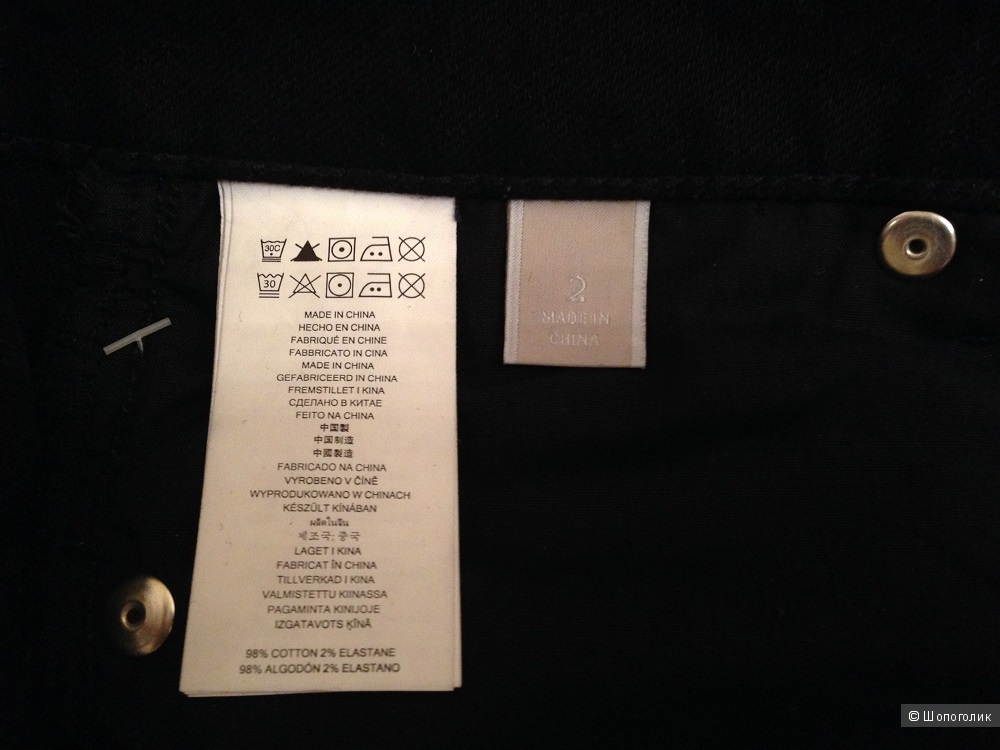 30C
30
MADE IN CHINA
HECHO EN CHINA
FABRIQUÉ EN CHINE
FABBRICATO IN CINA
MADE IN CHINA
GEFABRICEERD IN CHINA
FREMSTILLET I KINA
СДЕЛАНО В КИТАЕ
FEITO NA CHINA
中国製
中国制造
中國製造
FABRICADO NA CHINA
VYROBENO V ČÍNĚ
WYPRODUKOWANO W CHINACH
KÉSZÜLT KÍNÁBAN
ผลิตในจีน
제조국: 중국
LAGET I KINA
FABRICAT ÎN CHINA
TILLVERKAD I KINA
VALMISTETTU KIINASSA
PAGAMINTA KINIJOJE
IZGATAVOTS ĶĪNĀ
98% COTTON 2% ELASTANE
98% ALGODÓN 2% ELASTANO
2
MADE IN
CHINA
© Шопоголик